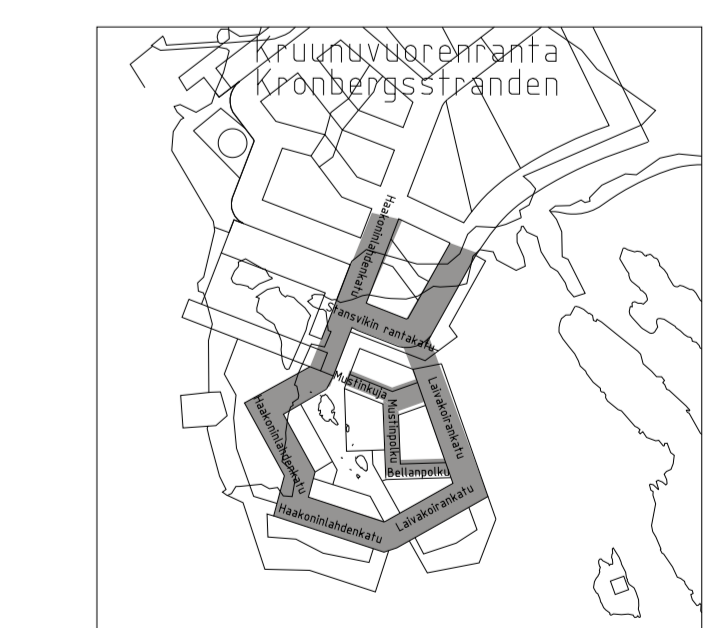 Kruunuvuorenranta
Kronbergsstranden
Haakoninlahdenkatu
Stansvikin rantakatu
Mustinkuja
Laivakoirankatu
Mustinpolku
Haakoninlahdenkatu
Bellanpolku
Laivakoirankatu
Haakoninlahdenkatu